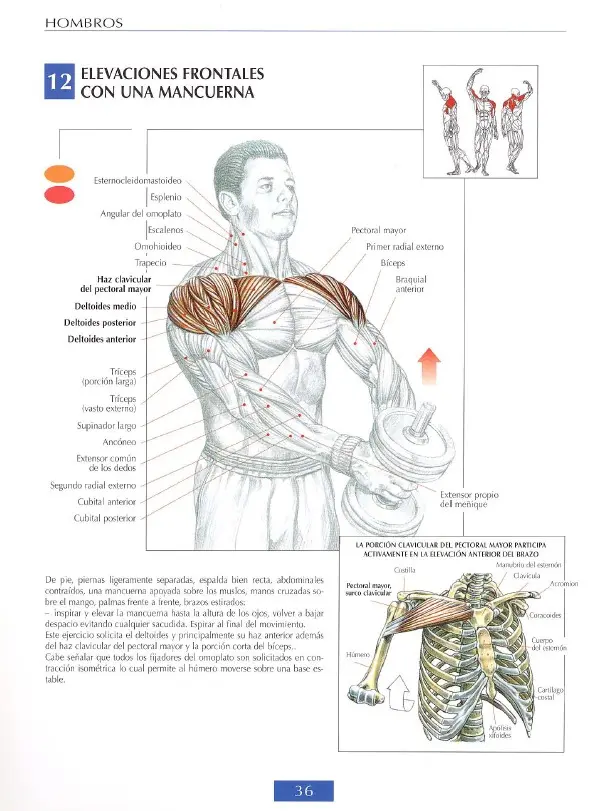 HOMBROS
12
ELEVACIONES FRONTALES
CON UNA MANCUERNA
Esternocleidomastoideo
Esplenio
Angular del omoplato
Escalenos
Omohioideo
Trapecio
Haz clavicular
del pectoral mayor
Deltoides medio
Deltoides posterior
Deltoides anterior
Tríceps
(porción larga)
Tríceps
(vasto externo)
Supinador largo
Ancóneo
Extensor común
de los dedos
Segundo radial externo
Cubital anterior
Cubital posterior
Pectoral mayor
Primer radial externo
Bíceps
Braquial
anterior
Extensor propio
dell meñique
De pie, piernas ligeramente separadas, espalda bien recta, abdominales
contraídos, una mancuerna apoyada sobre los muslos, manos cruzadas so-
bre el mango, palmas frente a frente, brazos estirados:
– inspirar y elevar la mancuerna hasta la altura de los ojos, volver a bajar
despacio evitando cualquier sacudida. Espirar al final del movimiento.
Este ejercicio solicita el deltoides y principalmente su haz anterior además
del haz clavicular del pectoral mayor y la porción corta del bíceps..
Cabe señalar que todos los fijadores del omoplato son solicitados en con-
tracción isométrica lo cual permite al húmero moverse sobre una base es-
table.
LA PORCIÓN CLAVICULAR DEL PECTORAL MAYOR PARTICIPA
ACTIVAMENTE EN LA ELEVACIÓN ANTERIOR DEL BRAZO
Manubrio del esternón
Costilla
Clavícula
Acromion
Pectoral mayor,
surco clavicular
Coracoides
Cuerpo
del esternón
Húmero
Cartílago
costal
Apófisis
xifoides
36